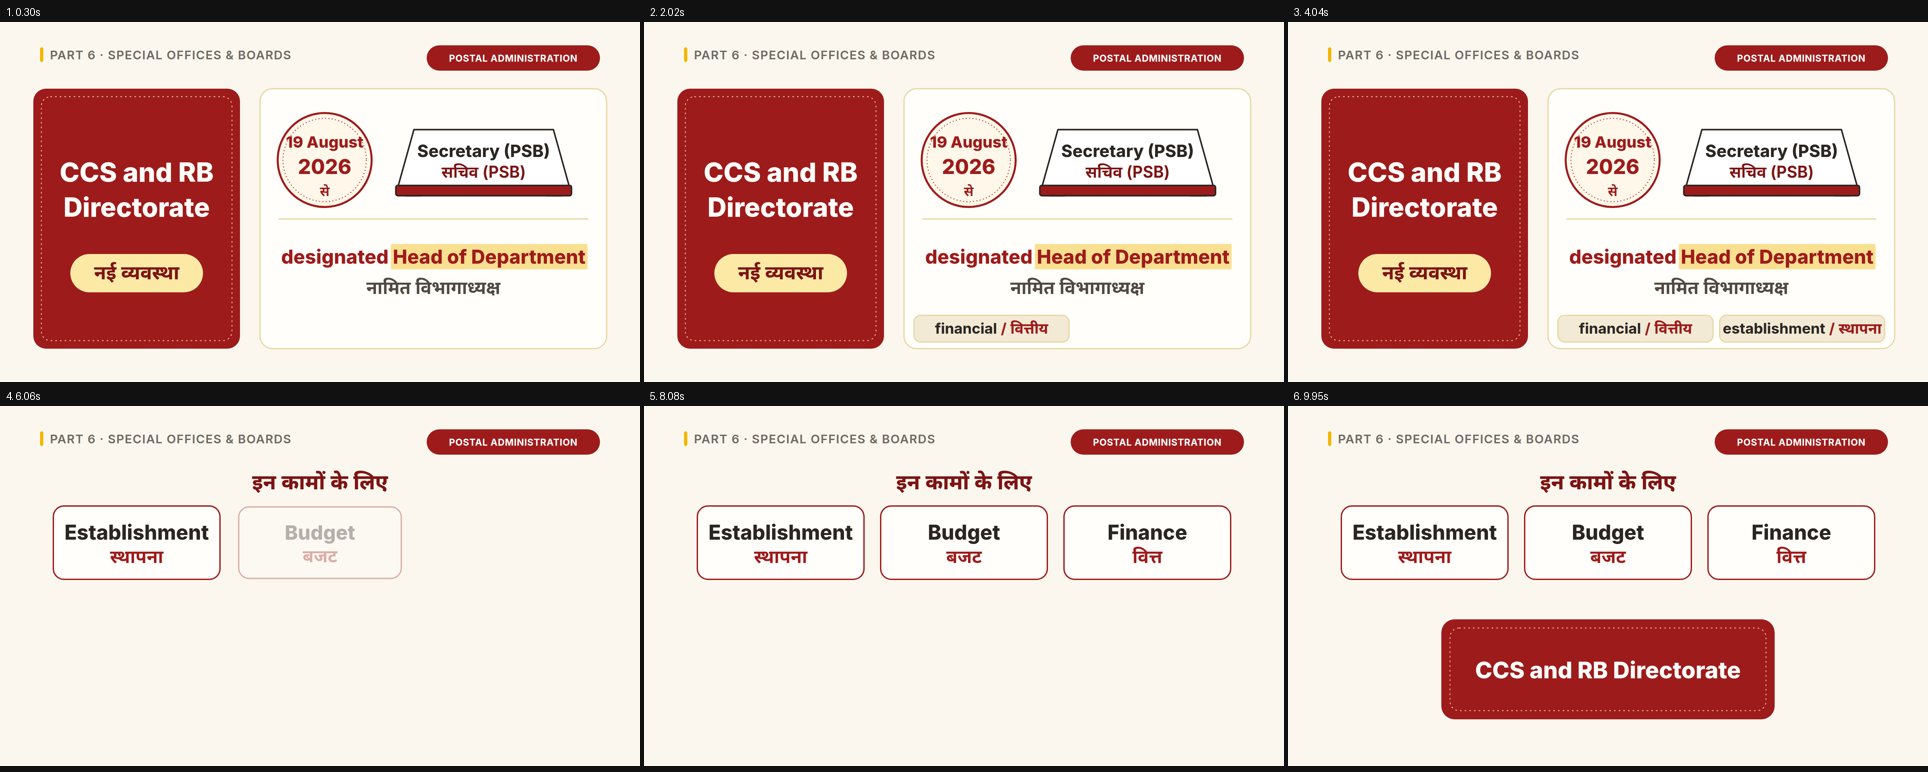 1. 0.30s
PART 6 · SPECIAL OFFICES & BOARDS
POSTAL ADMINISTRATION
CCS and RB
Directorate
नई व्यवस्था
19 August
2026
से
Secretary (PSB)
सचिव (PSB)
designated Head of Department
नामित विभागाध्यक्ष
2. 2.02s
PART 6 · SPECIAL OFFICES & BOARDS
POSTAL ADMINISTRATION
CCS and RB
Directorate
नई व्यवस्था
19 August
2026
से
Secretary (PSB)
सचिव (PSB)
designated Head of Department
नामित विभागाध्यक्ष
financial / वित्तीय
3. 4.04s
PART 6 · SPECIAL OFFICES & BOARDS
POSTAL ADMINISTRATION
CCS and RB
Directorate
नई व्यवस्था
19 August
2026
से
Secretary (PSB)
सचिव (PSB)
designated Head of Department
नामित विभागाध्यक्ष
financial / वित्तीय
establishment / स्थापना
4. 6.06s
PART 6 · SPECIAL OFFICES & BOARDS
POSTAL ADMINISTRATION
इन कामों के लिए
Establishment
स्थापना
Budget
बजट
5. 8.08s
PART 6 · SPECIAL OFFICES & BOARDS
POSTAL ADMINISTRATION
इन कामों के लिए
Establishment
स्थापना
Budget
बजट
Finance
वित्त
6. 9.95s
PART 6 · SPECIAL OFFICES & BOARDS
POSTAL ADMINISTRATION
इन कामों के लिए
Establishment
स्थापना
Budget
बजट
Finance
वित्त
CCS and RB Directorate